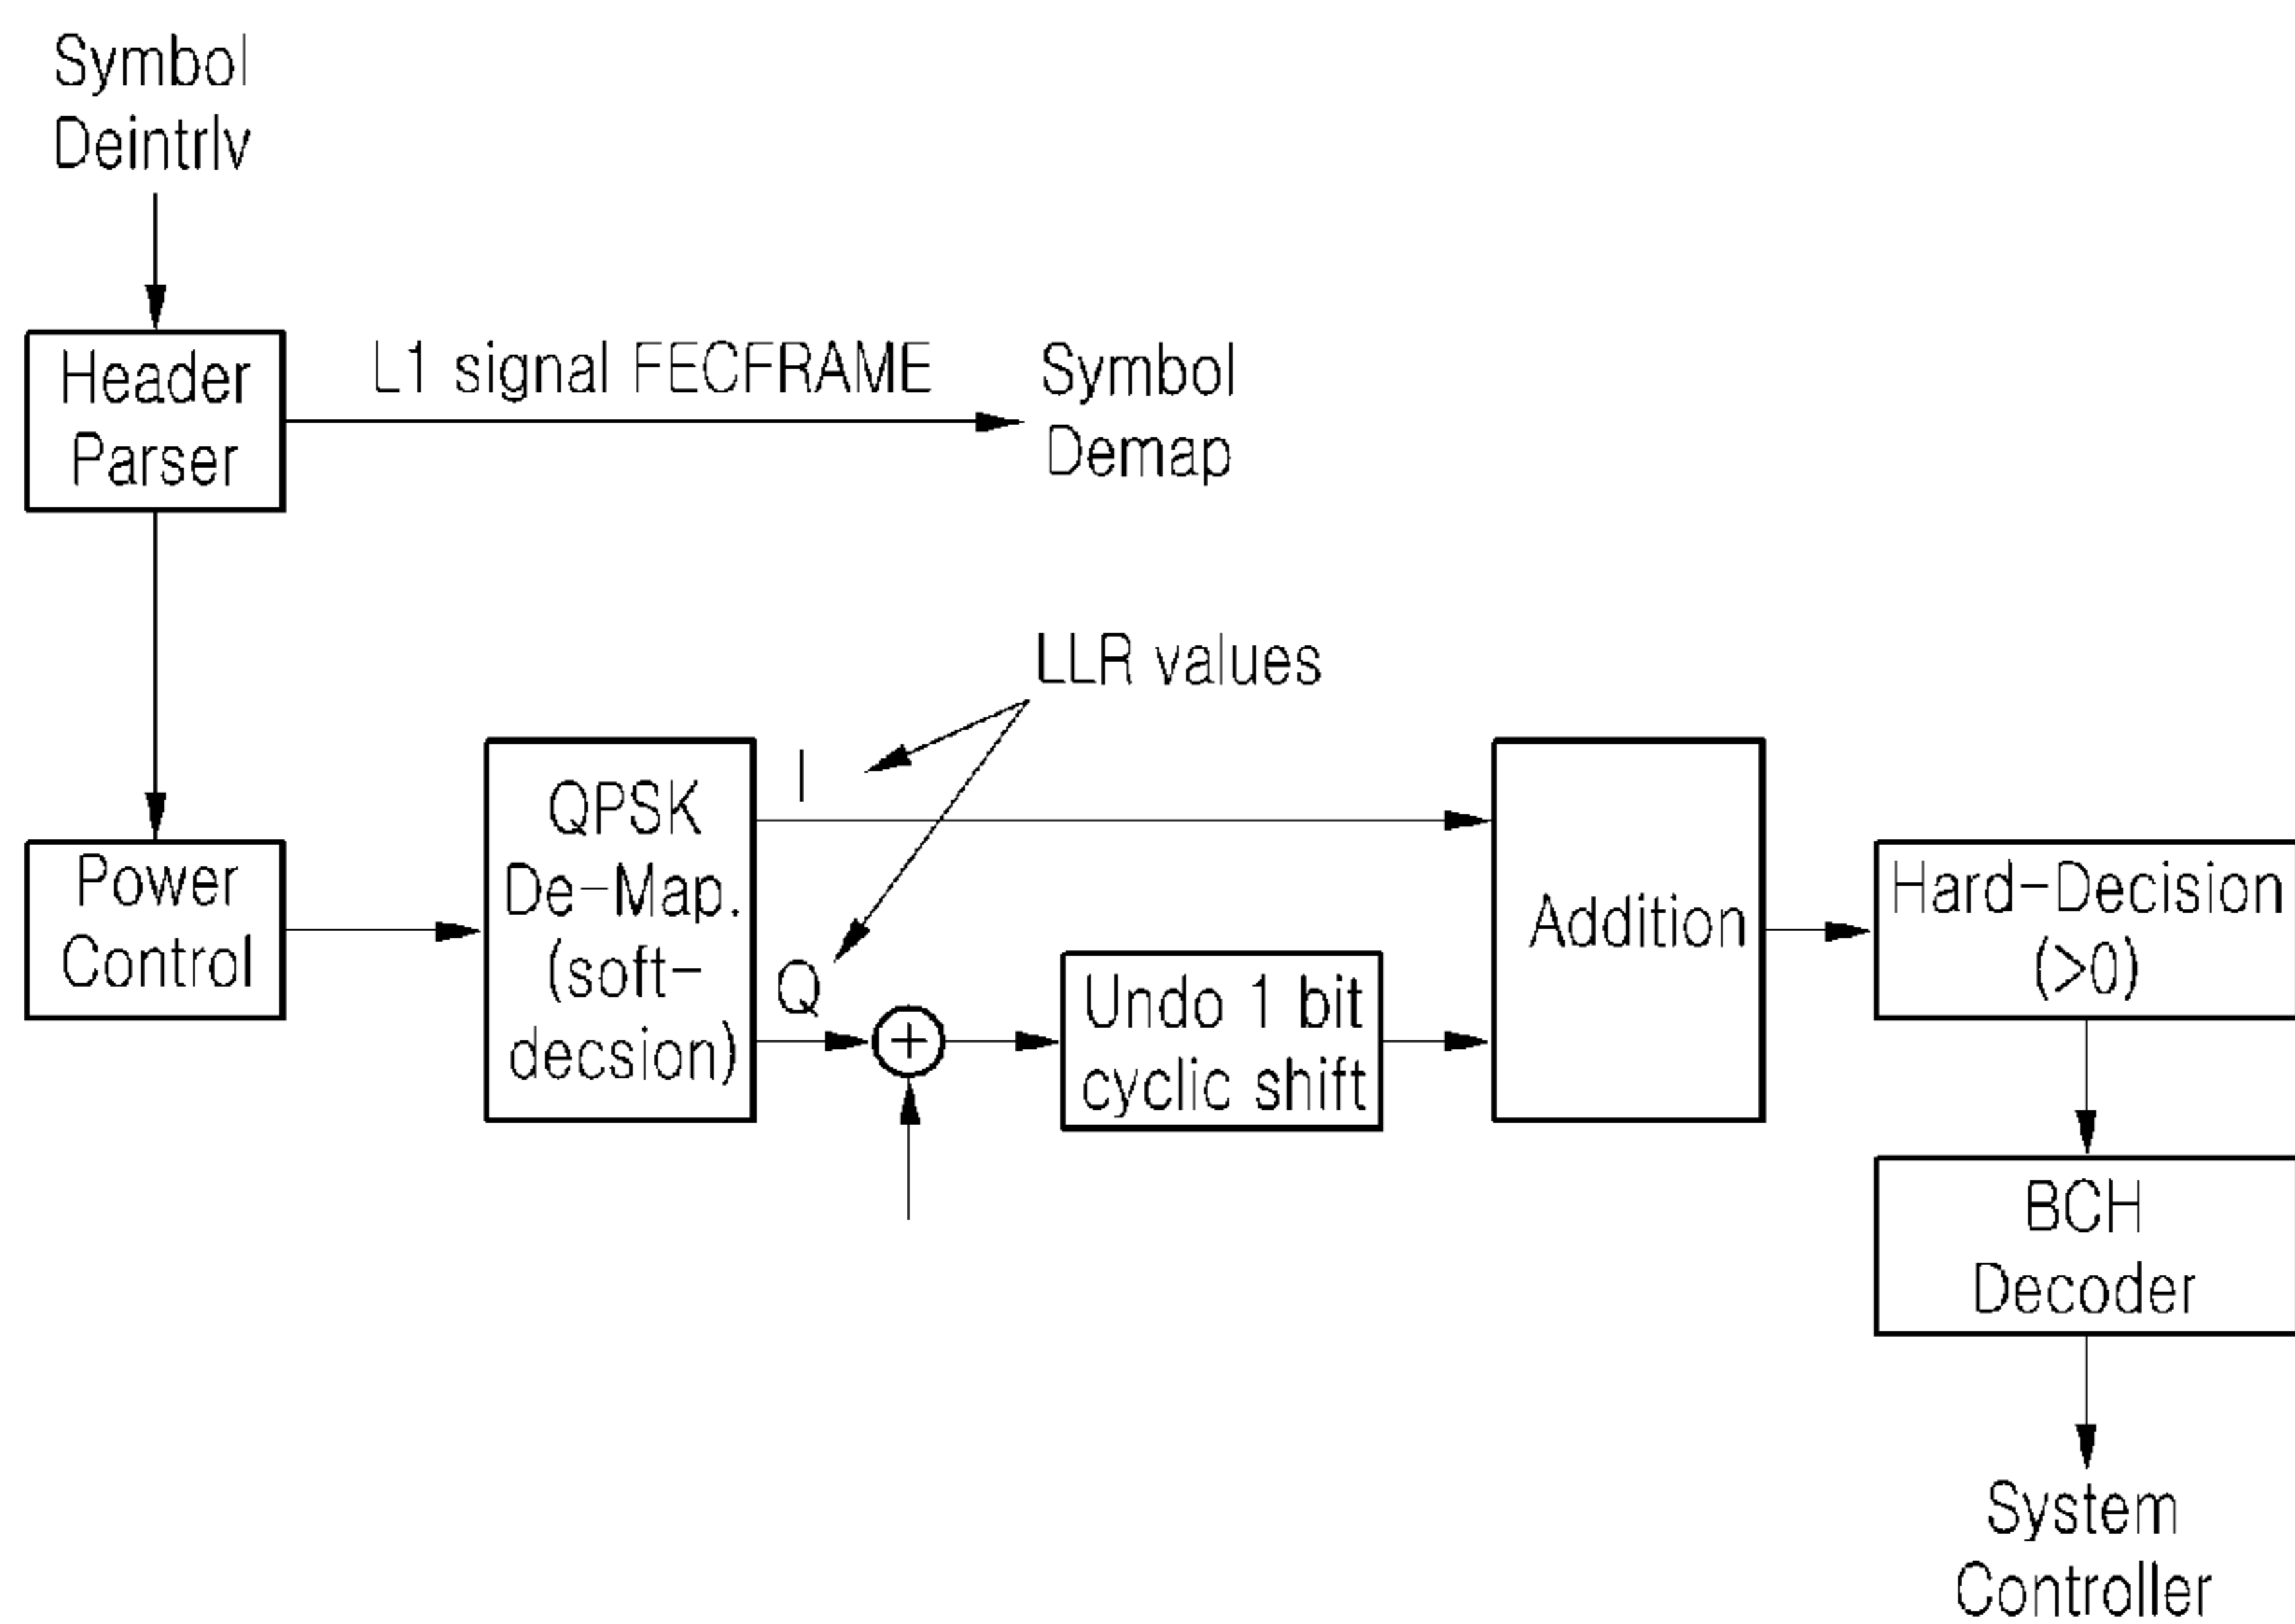 Symbol
Deintrlv
Header
Parser
L1 signal FECFRAME
Symbol
Demap
LLR values
Power
Control
QPSK
De-Map.
(soft-
decsion)
I
Q
+
Undo 1 bit
cyclic shift
Addition
Hard-Decision
(>0)
BCH
Decoder
System
Controller